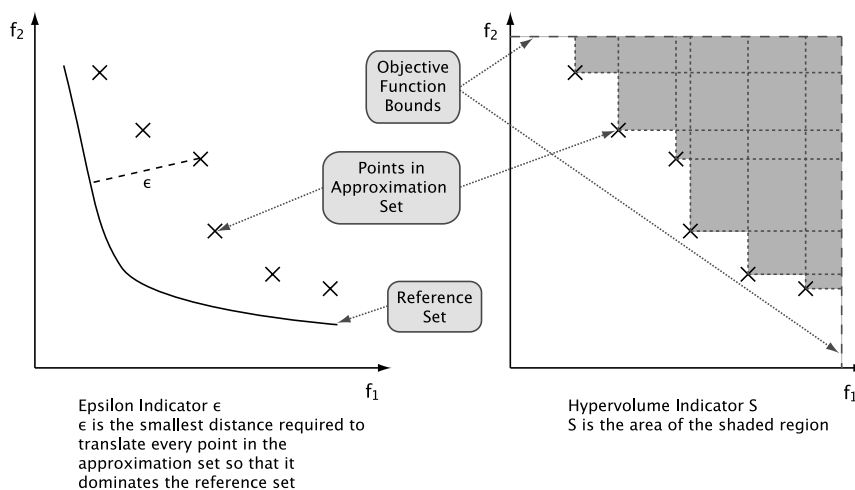 f2
f1
ϵ
Objective
Function
Bounds
Points in
Approximation
Set
Reference
Set
f2
f1
Epsilon Indicator ϵ
ϵ is the smallest distance required to
translate every point in the
approximation set so that it
dominates the reference set
Hypervolume Indicator S
S is the area of the shaded region